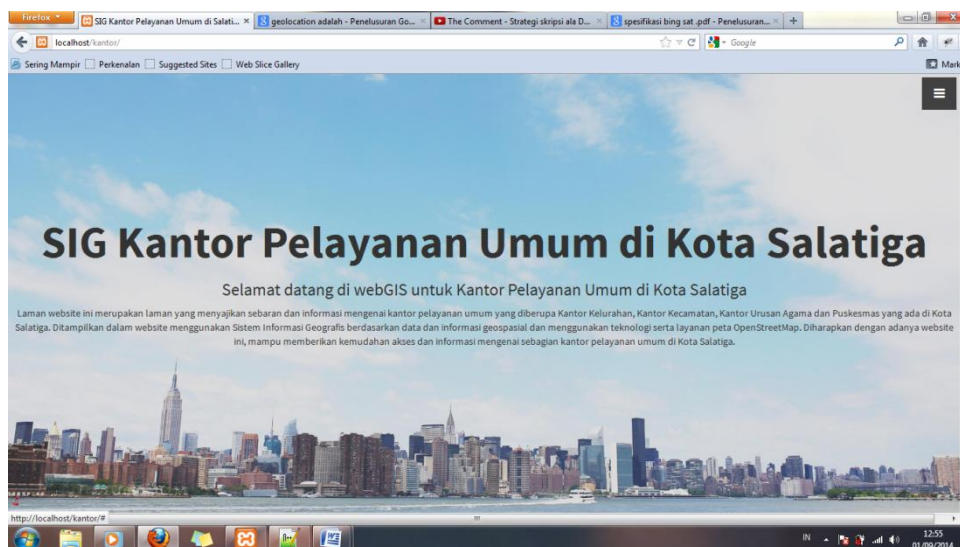 Firefox
SIG Kantor Pelayanan Umum di Salati... ×
geolocation adalah - Penelusuran Go... ×
The Comment - Strategi skripsi ala D... ×
spesifikasi bing sat .pdf - Penelusuran... ×
+
localhost/kantor/
Google
Sering Mampir Perkenalan Suggested Sites Web Slice Gallery
Mark
SIG Kantor Pelayanan Umum di Kota Salatiga
Selamat datang di webGIS untuk Kantor Pelayanan Umum di Kota Salatiga
Laman website ini merupakan laman yang menyajikan sebaran dan informasi mengenai kantor pelayanan umum yang diberupa Kantor Kelurahan, Kantor Kecamatan, Kantor Urusan Agama dan Puskesmas yang ada di Kota
Salatiga. Ditampilkan dalam website menggunakan Sistem Informasi Geografis berdasarkan data dan informasi geospasial dan menggunakan teknologi serta layanan peta OpenStreetMap. Diharapkan dengan adanya website
ini, mampu memberikan kemudahan akses dan informasi mengenai sebagian kantor pelayanan umum di Kota Salatiga.
http://localhost/kantor/#
IN
12:55
01/09/2014